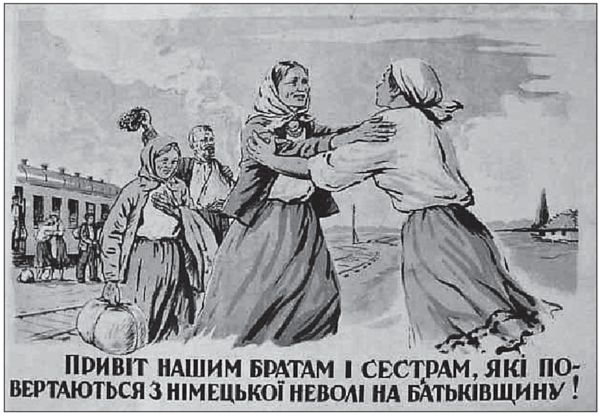 ПРИВІТ НАШИМ БРАТАМ І СЕСТРАМ, ЯКІ ПО-
ВЕРТАЮТЬСЯ З НІМЕЦЬКОЇ НЕВОЛІ НА БАТЬКІВЩИНУ!